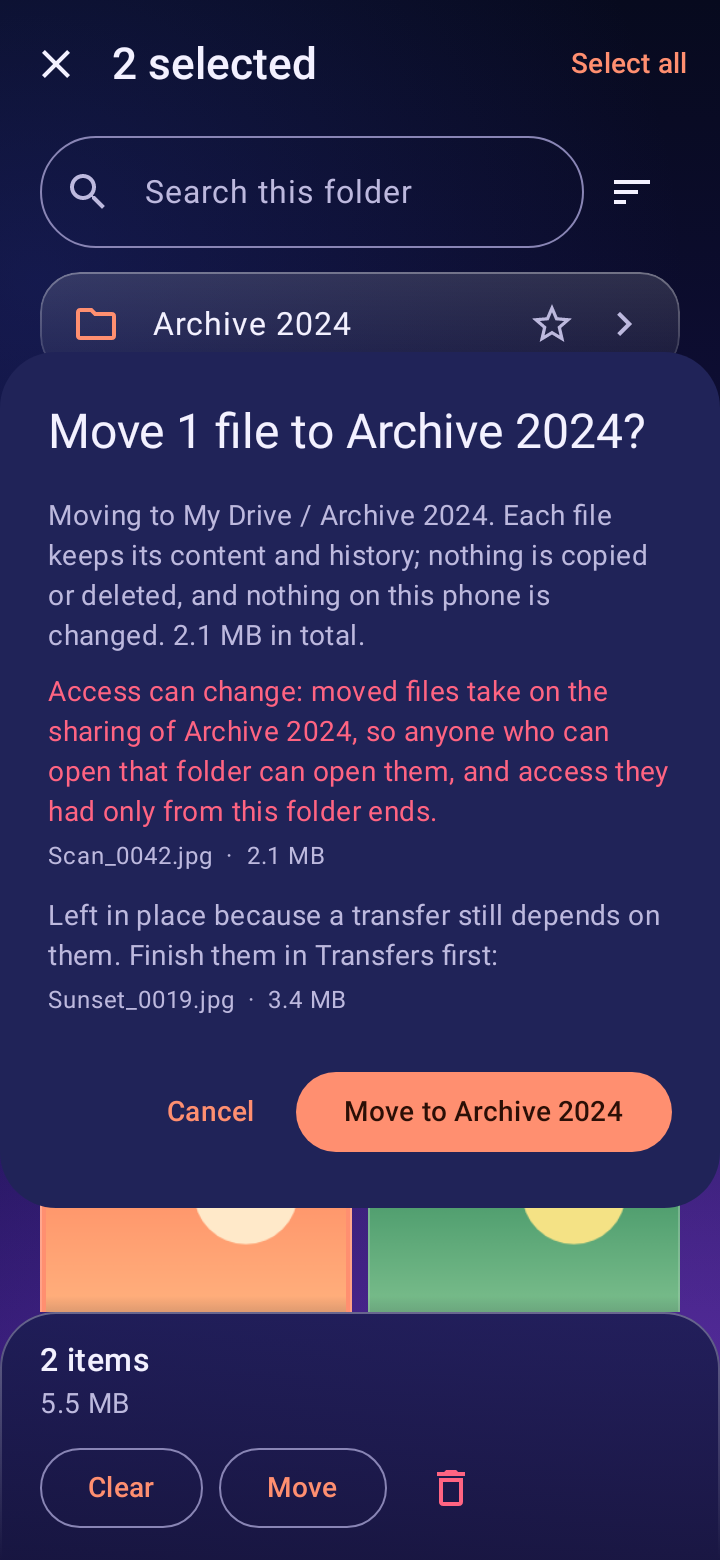 2 selected
Select all
Search this folder
Archive 2024
Move 1 file to Archive 2024?
Moving to My Drive / Archive 2024. Each file
keeps its content and history; nothing is copied
or deleted, and nothing on this phone is
changed. 2.1 MB in total.
Access can change: moved files take on the
sharing of Archive 2024, so anyone who can
open that folder can open them, and access they
had only from this folder ends.
Scan_0042.jpg · 2.1 MB
Left in place because a transfer still depends on
them. Finish them in Transfers first:
Sunset_0019.jpg · 3.4 MB
Cancel
Move to Archive 2024
2 items
5.5 MB
Clear
Move